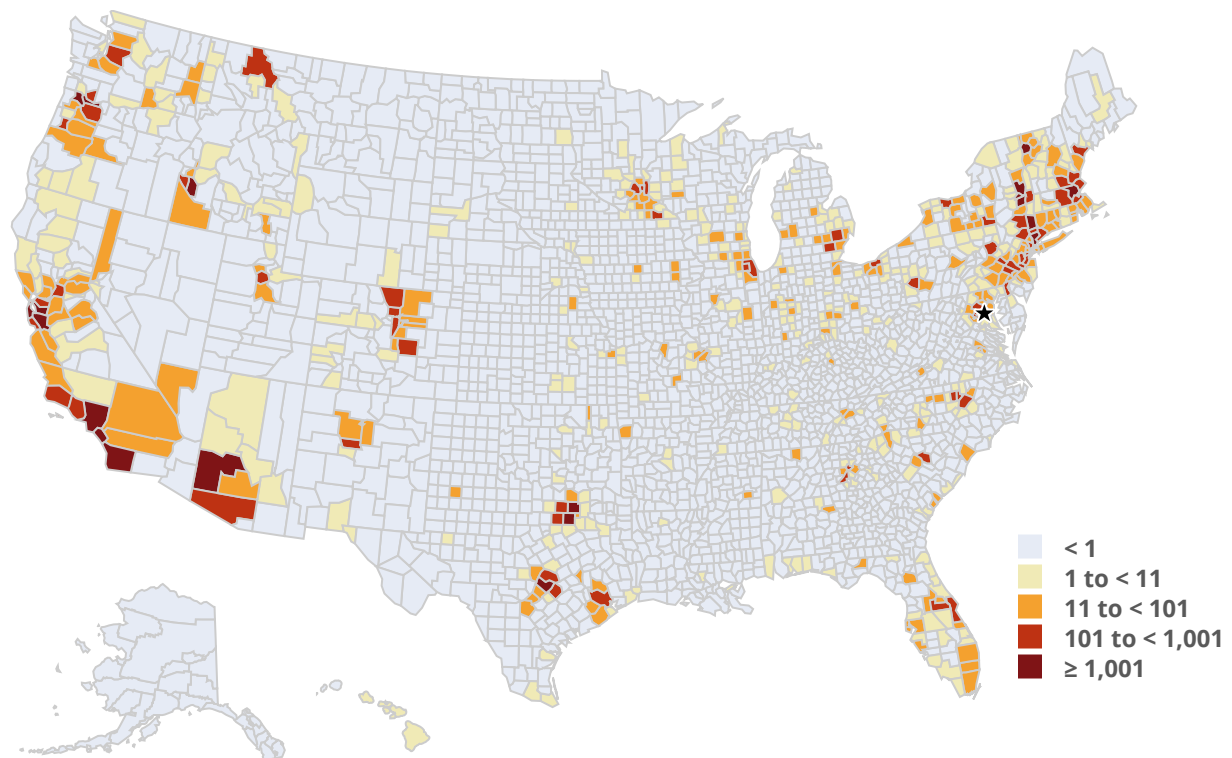 < 1
1 to < 11
11 to < 101
101 to < 1,001
≥ 1,001